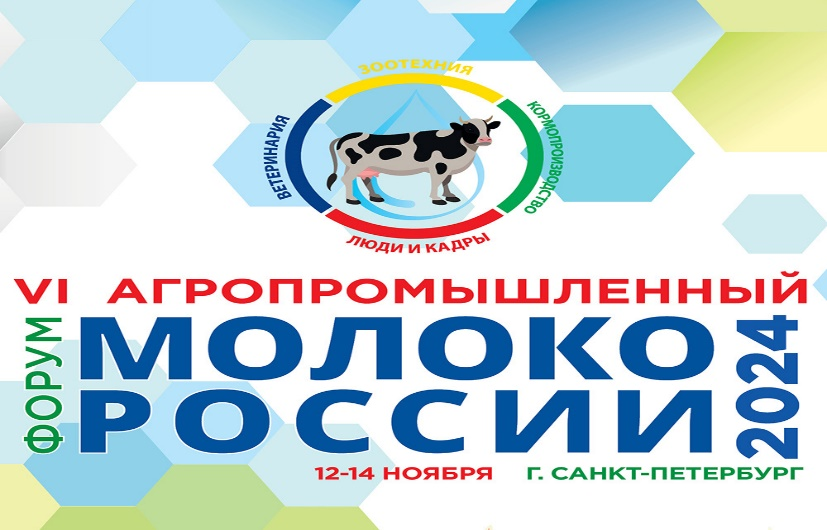 ЗООТЕХНИЯ
ВЕТЕРИНАРИЯ
КОРМОПРОИЗВОДСТВО
ЛЮДИ И КАДРЫ
VI АГРОПРОМЫШЛЕННЫЙ
ФОРУМ
МОЛОКО
РОССИИ
2024
12-14 НОЯБРЯ Г. САНКТ-ПЕТЕРБУРГ